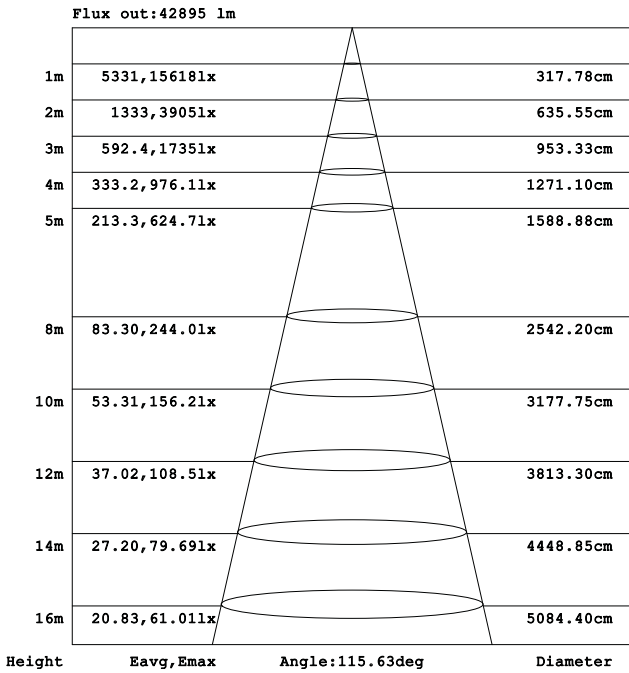 Flux out:42895 lm
1m 5331,15618lx 317.78cm
2m 1333,3905lx 635.55cm
3m 592.4,1735lx 953.33cm
4m 333.2,976.1lx 1271.10cm
5m 213.3,624.7lx 1588.88cm
8m 83.30,244.0lx 2542.20cm
10m 53.31,156.2lx 3177.75cm
12m 37.02,108.5lx 3813.30cm
14m 27.20,79.69lx 4448.85cm
16m 20.83,61.01lx 5084.40cm
Height Eavg,Emax Angle:115.63deg Diameter